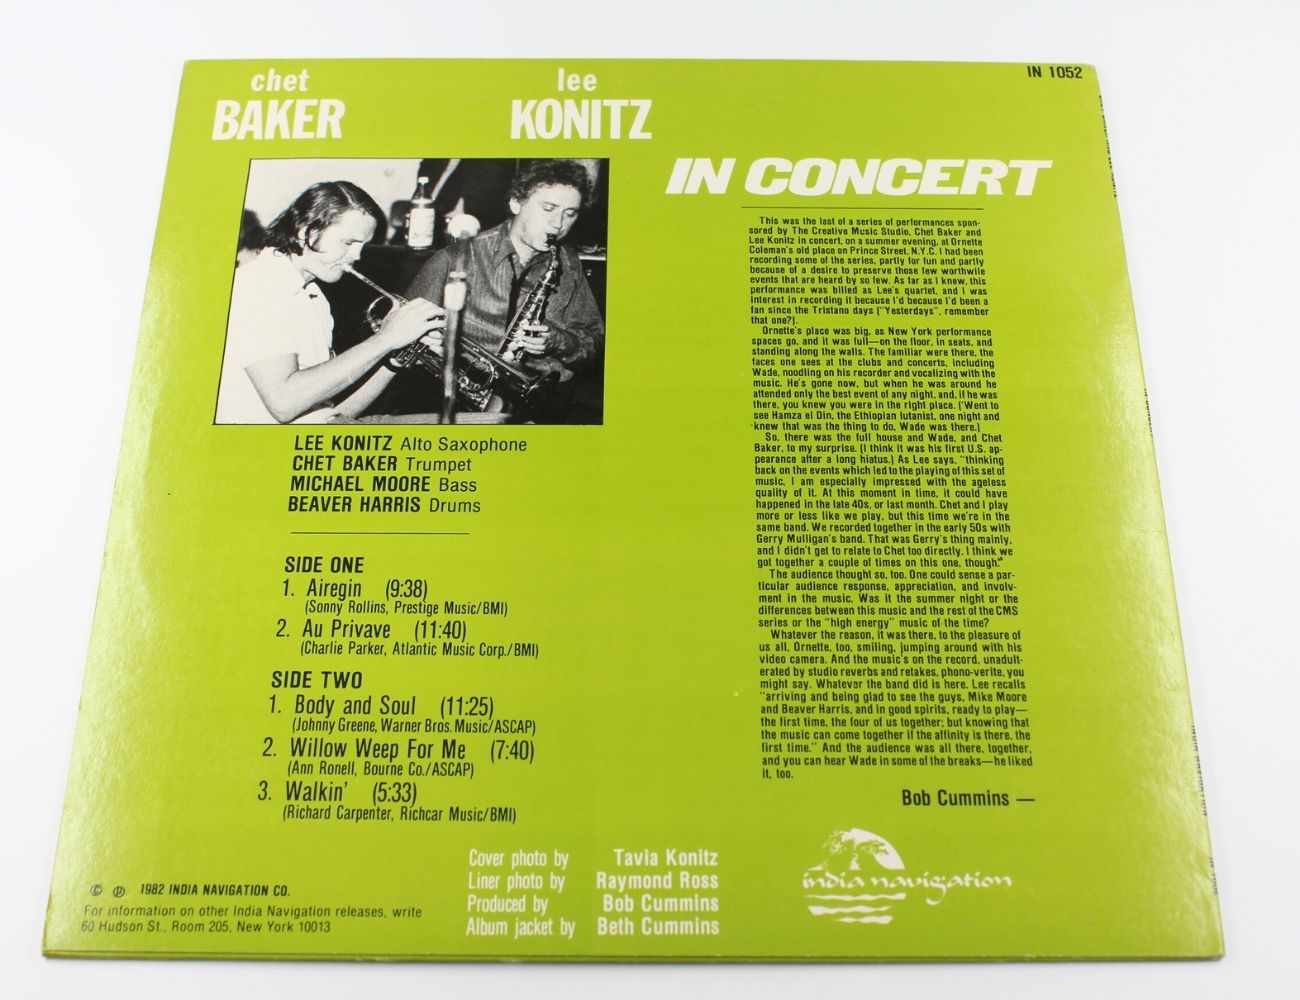 chet
BAKER
lee
KONITZ
IN 1052
IN CONCERT
LEE KONITZ Alto Saxophone
CHET BAKER Trumpet
MICHAEL MOORE Bass
BEAVER HARRIS Drums
SIDE ONE
1. Airegin (9:38)
(Sonny Rollins, Prestige Music/BMI)
2. Au Privave (11:40)
(Charlie Parker, Atlantic Music Corp./BMI)
SIDE TWO
1. Body and Soul (11:25)
(Johnny Greene, Warner Bros. Music/ASCAP)
2. Willow Weep For Me (7:40)
(Ann Ronell, Bourne Co./ASCAP)
3. Walkin' (5:33)
(Richard Carpenter, Richcar Music/BMI)
This was the last of a series of performances spon-
sored by The Creative Music Studio, Chet Baker and
Lee Konitz in concert, on a summer evening, at Ornette
Coleman's old place on Prince Street, N.Y.C. I had been
recording some of the series, partly for fun and partly
because of a desire to preserve those few worthwile
events that are heard by so few. As far as I knew, this
performance was billed as Lee's quartet, and I was
interest in recording it because I'd because I'd been a
fan since the Tristano days ("Yesterdays", remember
that one?).
Ornette's place was big, as New York performance
spaces go, and it was full—on the floor, in seats, and
standing along the walls. The familiar were there, the
faces one sees at the clubs and concerts, including
Wade, noodling on his recorder and vocalizing with the
music. He's gone now, but when he was around he
attended only the best event of any night, and, if he was
there, you knew you were in the right place. ('Went to
see Hamza el Din, the Ethiopian lutanist, one night and
knew that was the thing to do, Wade was there.)
So, there was the full house and Wade, and Chet
Baker, to my surprise. (I think it was his first U.S. ap-
pearance after a long hiatus.) As Lee says, "thinking
back on the events which led to the playing of this set of
music, I am especially impressed with the ageless
quality of it. At this moment in time, it could have
happened in the late 40s, or last month. Chet and I play
more or less like we play, but this time we're in the
same band. We recorded together in the early 50s with
Gerry Mulligan's band. That was Gerry's thing mainly,
and I didn't get to relate to Chet too directly. I think we
got together a couple of times on this one, though."
The audience thought so, too. One could sense a par-
ticular audience response, appreciation, and involv-
ment in the music. Was it the summer night or the
differences between this music and the rest of the CMS
series or the "high energy" music of the time?
Whatever the reason, it was there, to the pleasure of
us all, Ornette, too, smiling, jumping around with his
video camera. And the music's on the record, unadult-
erated by studio reverbs and retakes, phono-verite, you
might say. Whatever the band did is here. Lee recalls
"arriving and being glad to see the guys, Mike Moore
and Beaver Harris, and in good spirits, ready to play—
the first time, the four of us together; but knowing that
the music can come together if the affinity is there, the
first time." And the audience was all there, together,
and you can hear Wade in some of the breaks—he liked
it, too.
Bob Cummins —
© ℗ 1982 INDIA NAVIGATION CO.
For information on other India Navigation releases, write
60 Hudson St., Room 205, New York 10013
Cover photo by Tavia Konitz
Liner photo by Raymond Ross
Produced by Bob Cummins
Album jacket by Beth Cummins
india navigation